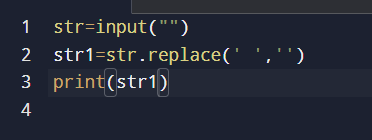 1 str=input("")
2 str1=str.replace(' ','')
3 print(str1)
4